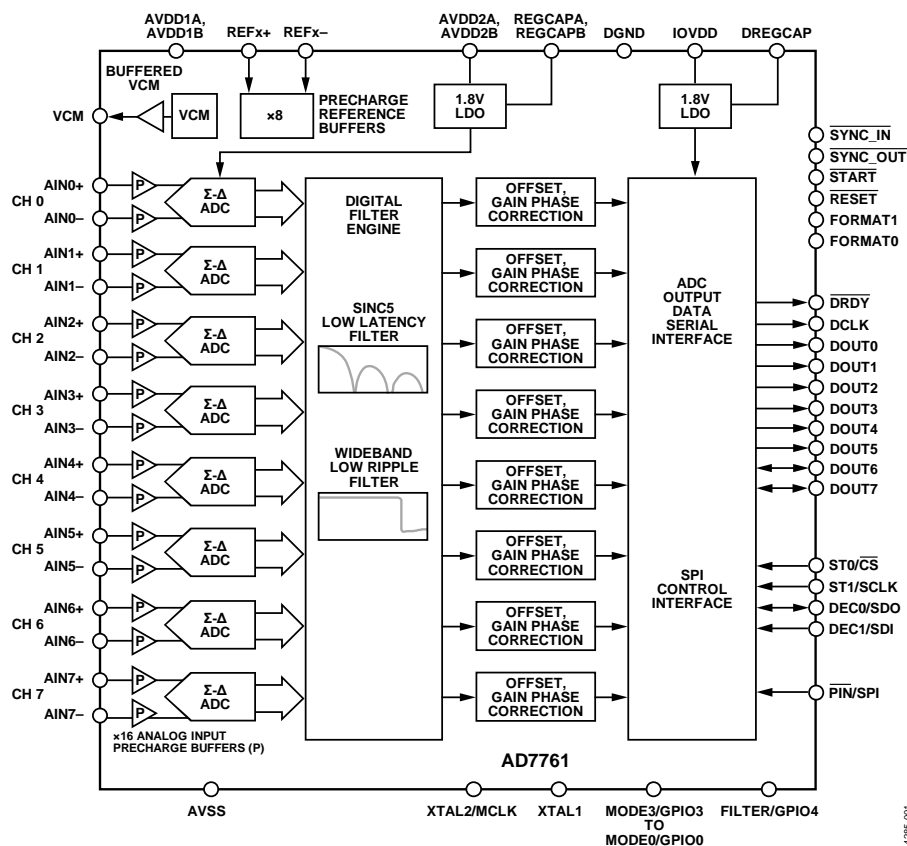 AVDD1A,
AVDD1B
REFx+
REFx–
AVDD2A,
AVDD2B
REGCAPA,
REGCAPB
DGND
IOVDD
DREGCAP
BUFFERED
VCM
VCM
VCM
×8
PRECHARGE
REFERENCE
BUFFERS
1.8V
LDO
1.8V
LDO
SYNC_IN
SYNC_OUT
START
RESET
FORMAT1
FORMAT0
CH 0
AIN0+
AIN0–
P
P
Σ-Δ
ADC
CH 1
AIN1+
AIN1–
P
P
Σ-Δ
ADC
CH 2
AIN2+
AIN2–
P
P
Σ-Δ
ADC
CH 3
AIN3+
AIN3–
P
P
Σ-Δ
ADC
CH 4
AIN4+
AIN4–
P
P
Σ-Δ
ADC
CH 5
AIN5+
AIN5–
P
P
Σ-Δ
ADC
CH 6
AIN6+
AIN6–
P
P
Σ-Δ
ADC
CH 7
AIN7+
AIN7–
P
P
Σ-Δ
ADC
×16 ANALOG INPUT
PRECHARGE BUFFERS (P)
DIGITAL
FILTER
ENGINE
SINC5
LOW LATENCY
FILTER
WIDEBAND
LOW RIPPLE
FILTER
OFFSET,
GAIN PHASE
CORRECTION
OFFSET,
GAIN PHASE
CORRECTION
OFFSET,
GAIN PHASE
CORRECTION
OFFSET,
GAIN PHASE
CORRECTION
OFFSET,
GAIN PHASE
CORRECTION
OFFSET,
GAIN PHASE
CORRECTION
OFFSET,
GAIN PHASE
CORRECTION
OFFSET,
GAIN PHASE
CORRECTION
ADC
OUTPUT
DATA
SERIAL
INTERFACE
SPI
CONTROL
INTERFACE
DRDY
DCLK
DOUT0
DOUT1
DOUT2
DOUT3
DOUT4
DOUT5
DOUT6
DOUT7
ST0/CS
ST1/SCLK
DEC0/SDO
DEC1/SDI
PIN/SPI
AD7761
AVSS
XTAL2/MCLK
XTAL1
MODE3/GPIO3
TO
MODE0/GPIO0
FILTER/GPIO4